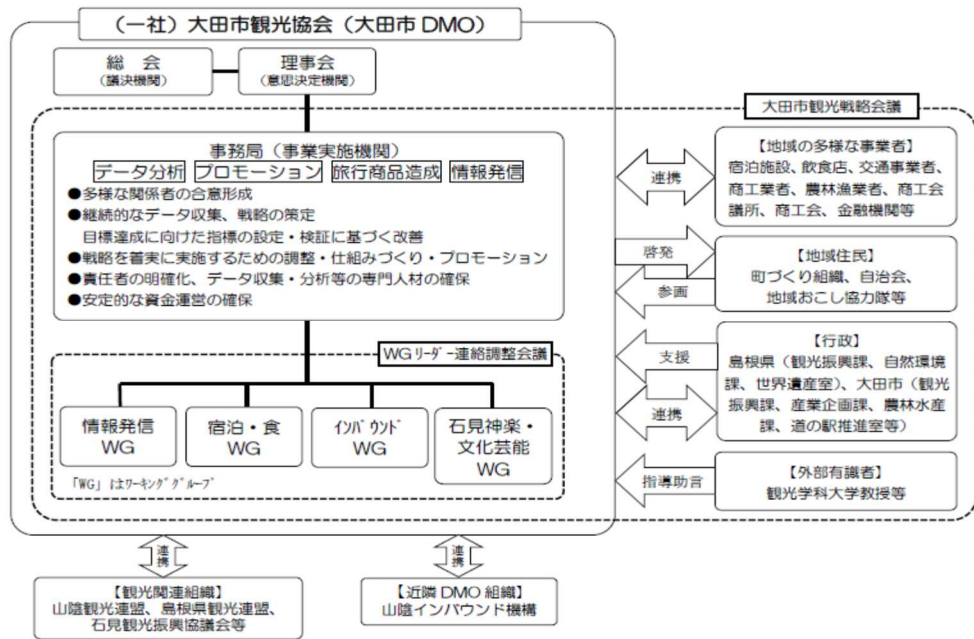 （一社）大田市観光協会（大田市 DMO）
総　会
（議決機関）
理事会
（意思決定機関）
大田市観光戦略会議
事務局（事業実施機関）
データ分析　プロモーション　旅行商品造成　情報発信
●多様な関係者の合意形成
●継続的なデータ収集、戦略の策定
目標達成に向けた指標の設定・検証に基づく改善
●戦略を着実に実施するための調整・仕組みづくり・プロモーション
●責任者の明確化、データ収集・分析等の専門人材の確保
●安定的な資金運営の確保
WGリーダー連絡調整会議
情報発信
WG
宿泊・食
WG
インバウンド
WG
石見神楽・
文化芸能
WG
「WG」はワーキンググループ
連携
【地域の多様な事業者】
宿泊施設、飲食店、交通事業者、
商工業者、農林漁業者、商工会
議所、商工会、金融機関等
啓発
参画
【地域住民】
町づくり組織、自治会、
地域おこし協力隊等
支援
連携
【行政】
島根県（観光振興課、自然環境
課、世界遺産室）、大田市（観光
振興課、産業企画課、農林水産
課、道の駅推進室等）
指導助言
【外部有識者】
観光学科大学教授等
連携
【観光関連組織】
山陰観光連盟、島根県観光連盟、
石見観光振興協議会等
連携
【近隣DMO組織】
山陰インバウンド機構